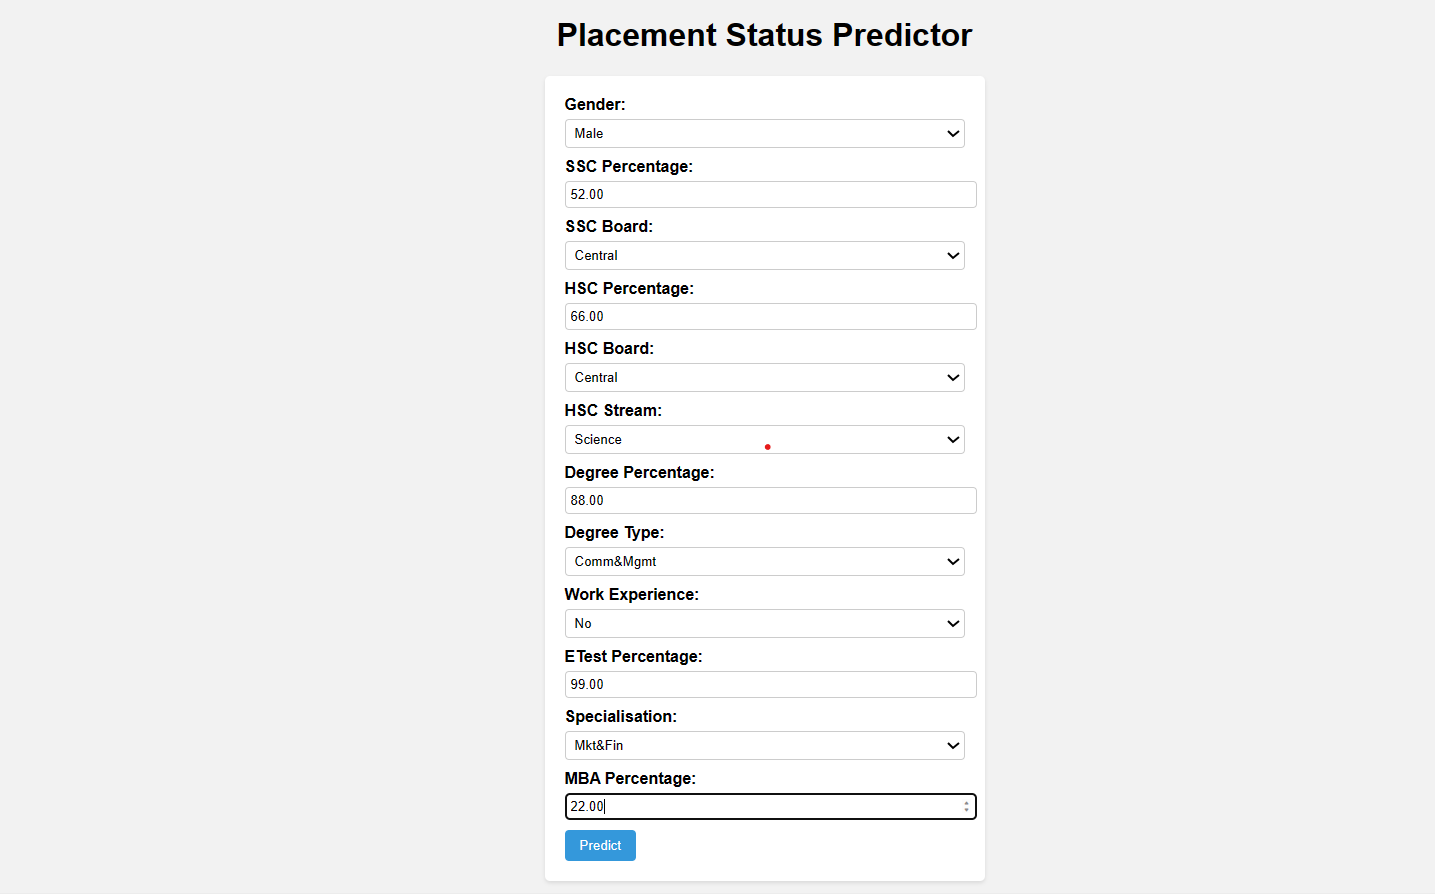 Placement Status Predictor
Gender:
Male
SSC Percentage:
52.00
SSC Board:
Central
HSC Percentage:
66.00
HSC Board:
Central
HSC Stream:
Science
Degree Percentage:
88.00
Degree Type:
Comm&Mgmt
Work Experience:
No
ETest Percentage:
99.00
Specialisation:
Mkt&Fin
MBA Percentage:
22.00
Predict